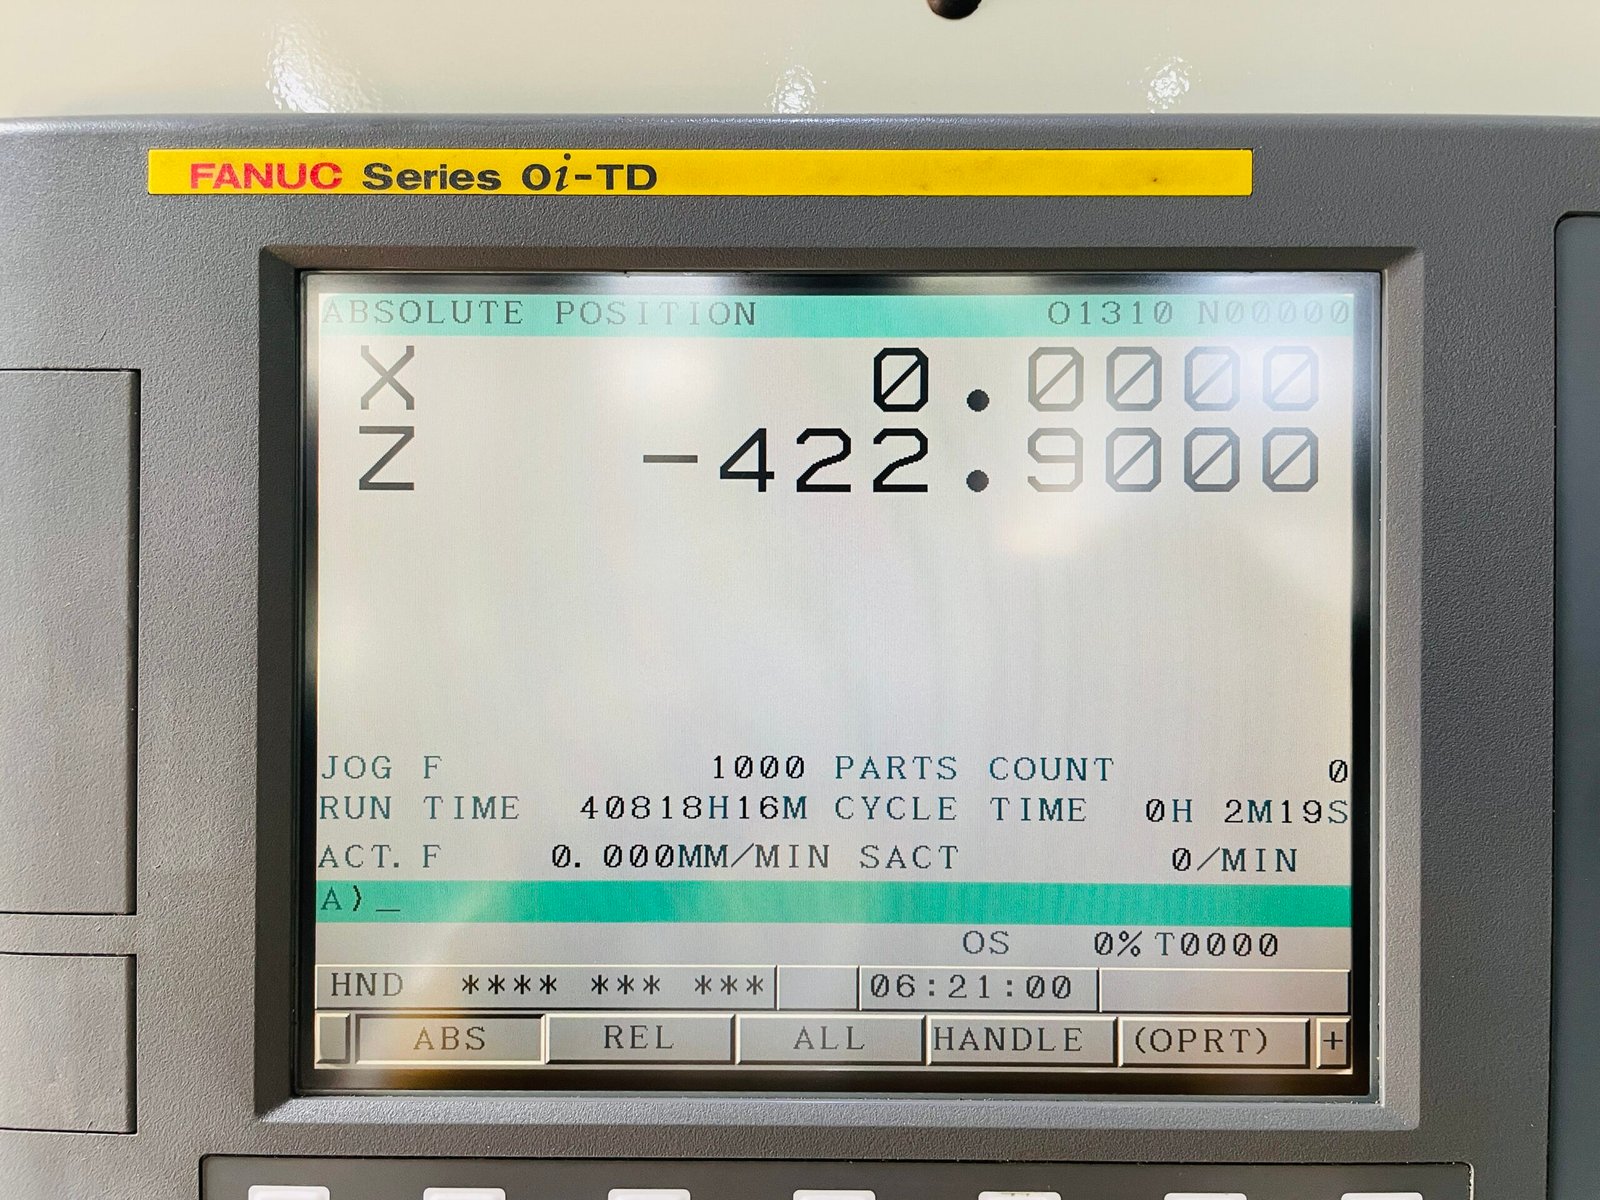 FANUC Series 0i-TD
ABSOLUTE POSITION O1310 N00000
X 0.0000
Z -422.9000
JOG F 1000 PARTS COUNT 0
RUN TIME 40818H16M CYCLE TIME 0H 2M19S
ACT. F 0. 000MM/MIN SACT 0/MIN
A)_
OS 0% T0000
HND **** *** *** 06:21:00
ABS REL ALL HANDLE (OPRT) +